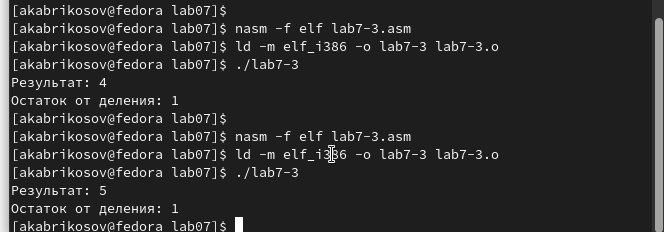 [akabrikosov@fedora lab07]$
[akabrikosov@fedora lab07]$ nasm -f elf lab7-3.asm
[akabrikosov@fedora lab07]$ ld -m elf_i386 -o lab7-3 lab7-3.o
[akabrikosov@fedora lab07]$ ./lab7-3
Результат: 4
Остаток от деления: 1
[akabrikosov@fedora lab07]$
[akabrikosov@fedora lab07]$ nasm -f elf lab7-3.asm
[akabrikosov@fedora lab07]$ ld -m elf_i386 -o lab7-3 lab7-3.o
[akabrikosov@fedora lab07]$ ./lab7-3
Результат: 5
Остаток от деления: 1
[akabrikosov@fedora lab07]$